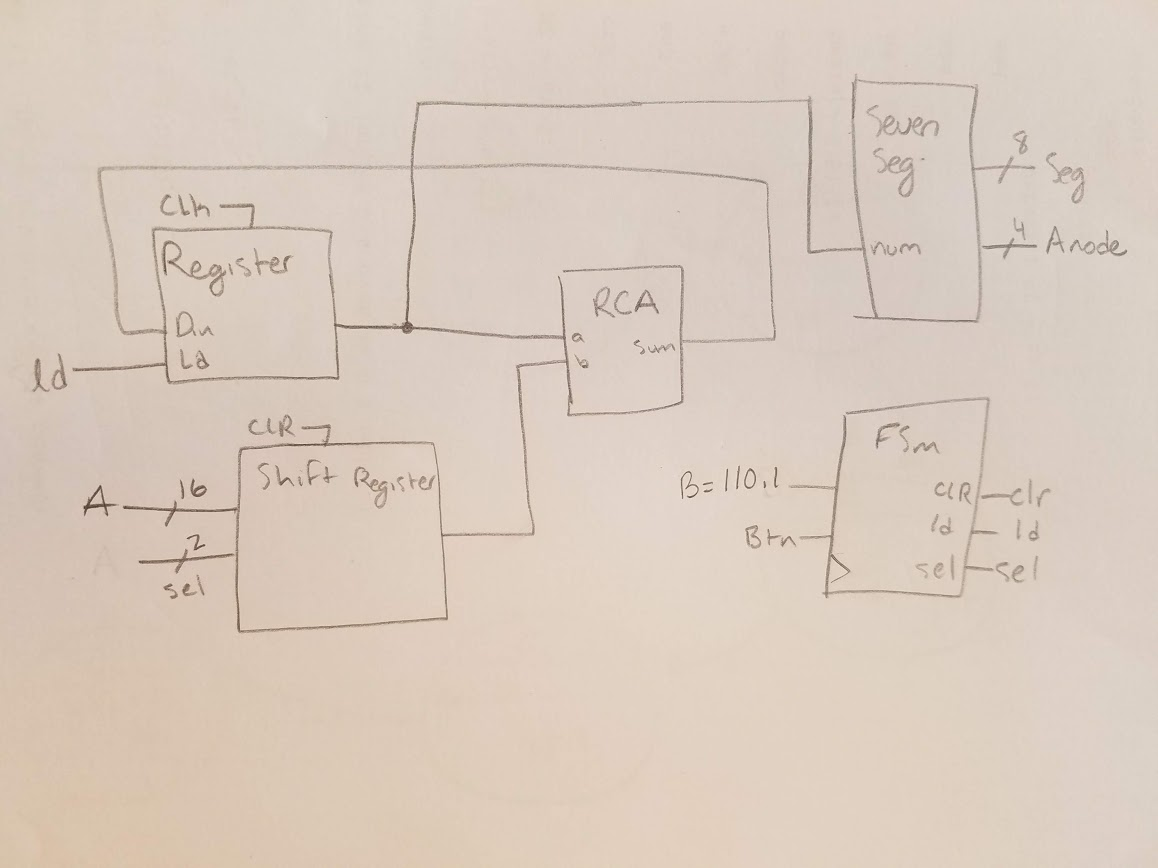 Seven
Seg.
num
8
Seg
4
Anode
CLK
Register
Din
Ld
ld
RCA
a
b
Sum
CLR
Shift Register
A
16
2
sel
FSM
B=110.1
Btn
CLR
clr
ld
ld
sel
sel